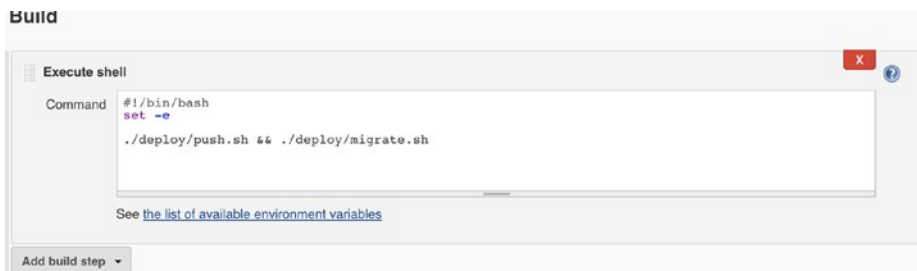 Build
Execute shell
X
Command
#!/bin/bash
set -e
./deploy/push.sh && ./deploy/migrate.sh
See the list of available environment variables
Add build step